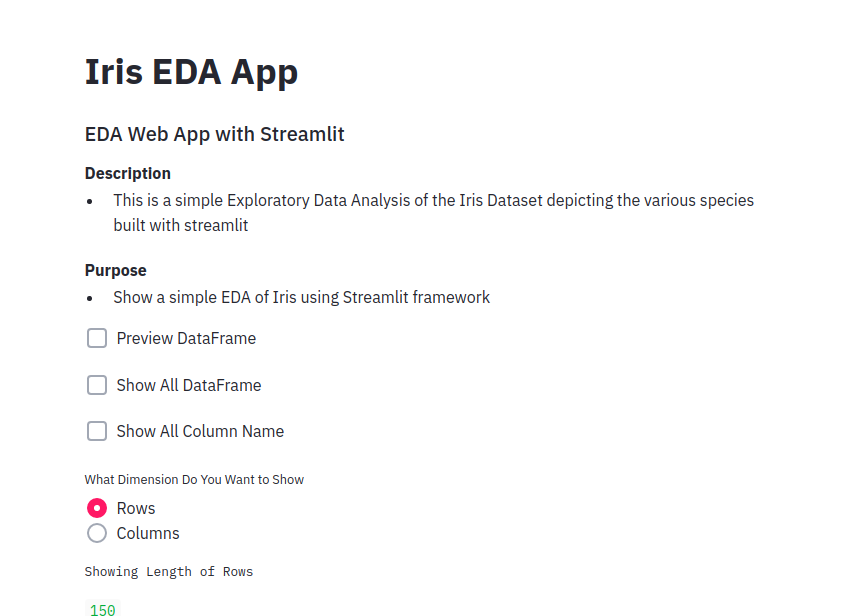 Iris EDA App
EDA Web App with Streamlit
Description
• This is a simple Exploratory Data Analysis of the Iris Dataset depicting the various species
built with streamlit
Purpose
• Show a simple EDA of Iris using Streamlit framework
Preview DataFrame
Show All DataFrame
Show All Column Name
What Dimension Do You Want to Show
Rows
Columns
Showing Length of Rows
150